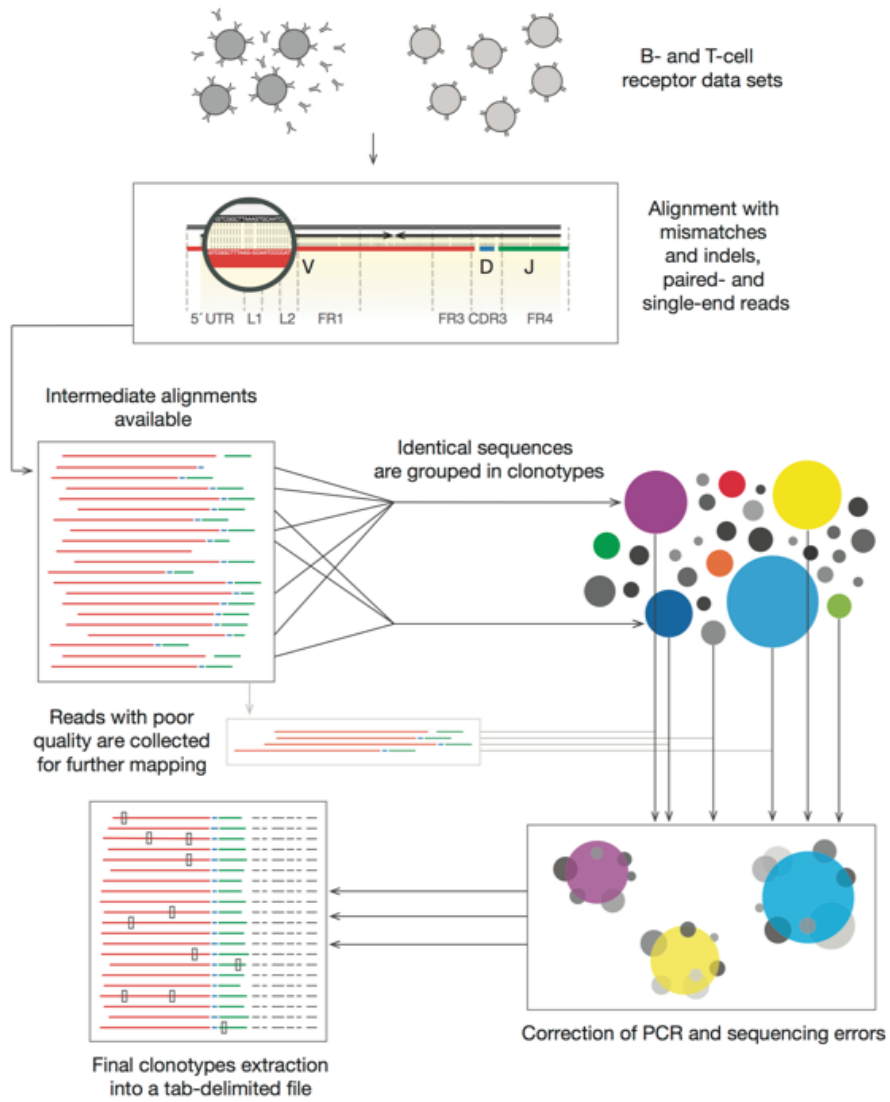 B- and T-cell
receptor data sets
Alignment with
mismatches
and indels,
paired- and
single-end reads
V
D
J
5´ UTR
L1
L2
FR1
FR3
CDR3
FR4
Intermediate alignments
available
Identical sequences
are grouped in clonotypes
Reads with poor
quality are collected
for further mapping
Correction of PCR and sequencing errors
Final clonotypes extraction
into a tab-delimited file